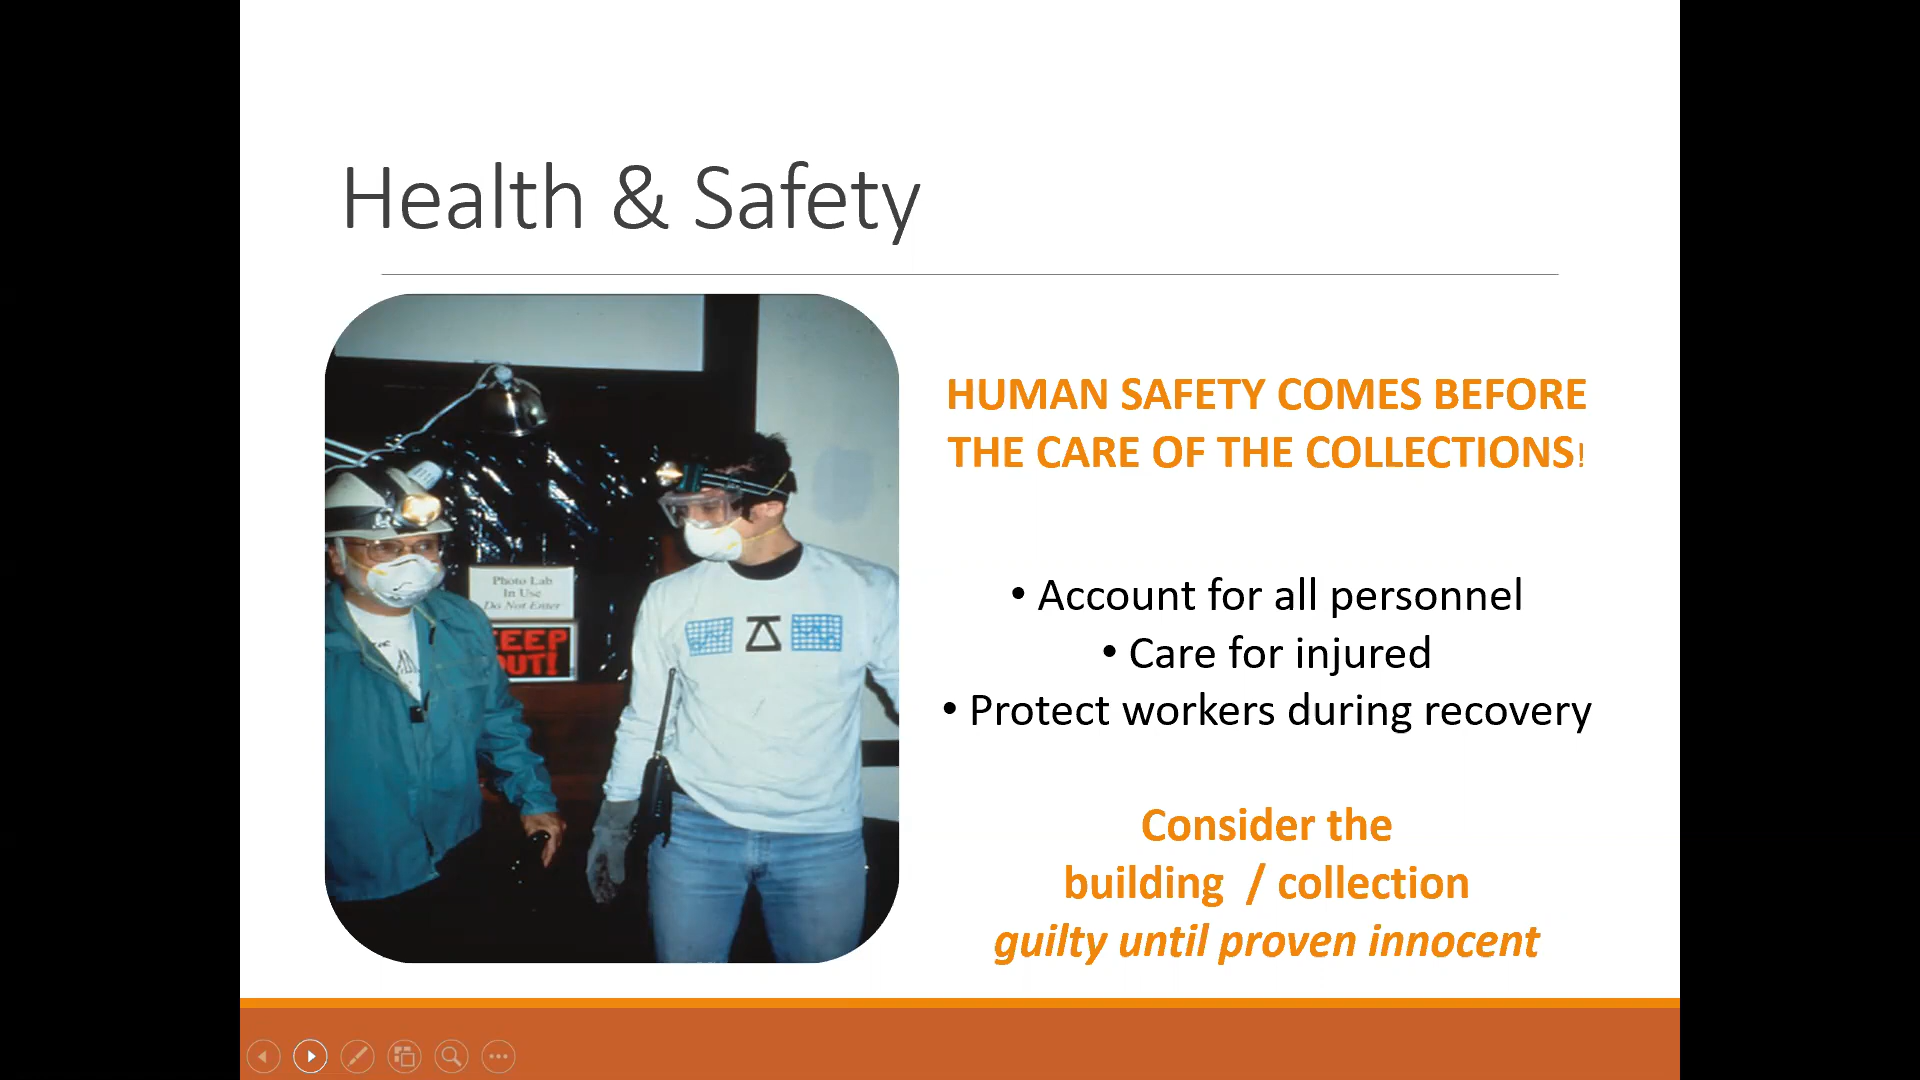 Health & Safety
Photo Lab
In Use
Do Not Enter
KEEP
OUT!
HUMAN SAFETY COMES BEFORE
THE CARE OF THE COLLECTIONS!
• Account for all personnel
• Care for injured
• Protect workers during recovery
Consider the
building / collection
guilty until proven innocent